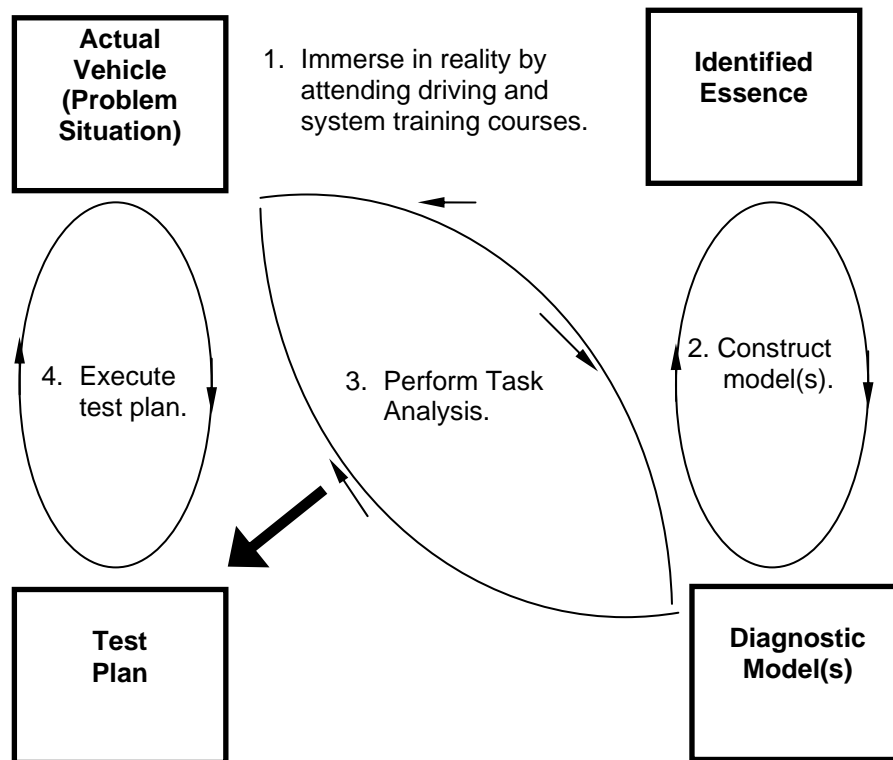 Actual
Vehicle
(Problem
Situation)
1. Immerse in reality by
attending driving and
system training courses.
Identified
Essence
4. Execute
test plan.
3. Perform Task
Analysis.
2. Construct
model(s).
Test
Plan
Diagnostic
Model(s)